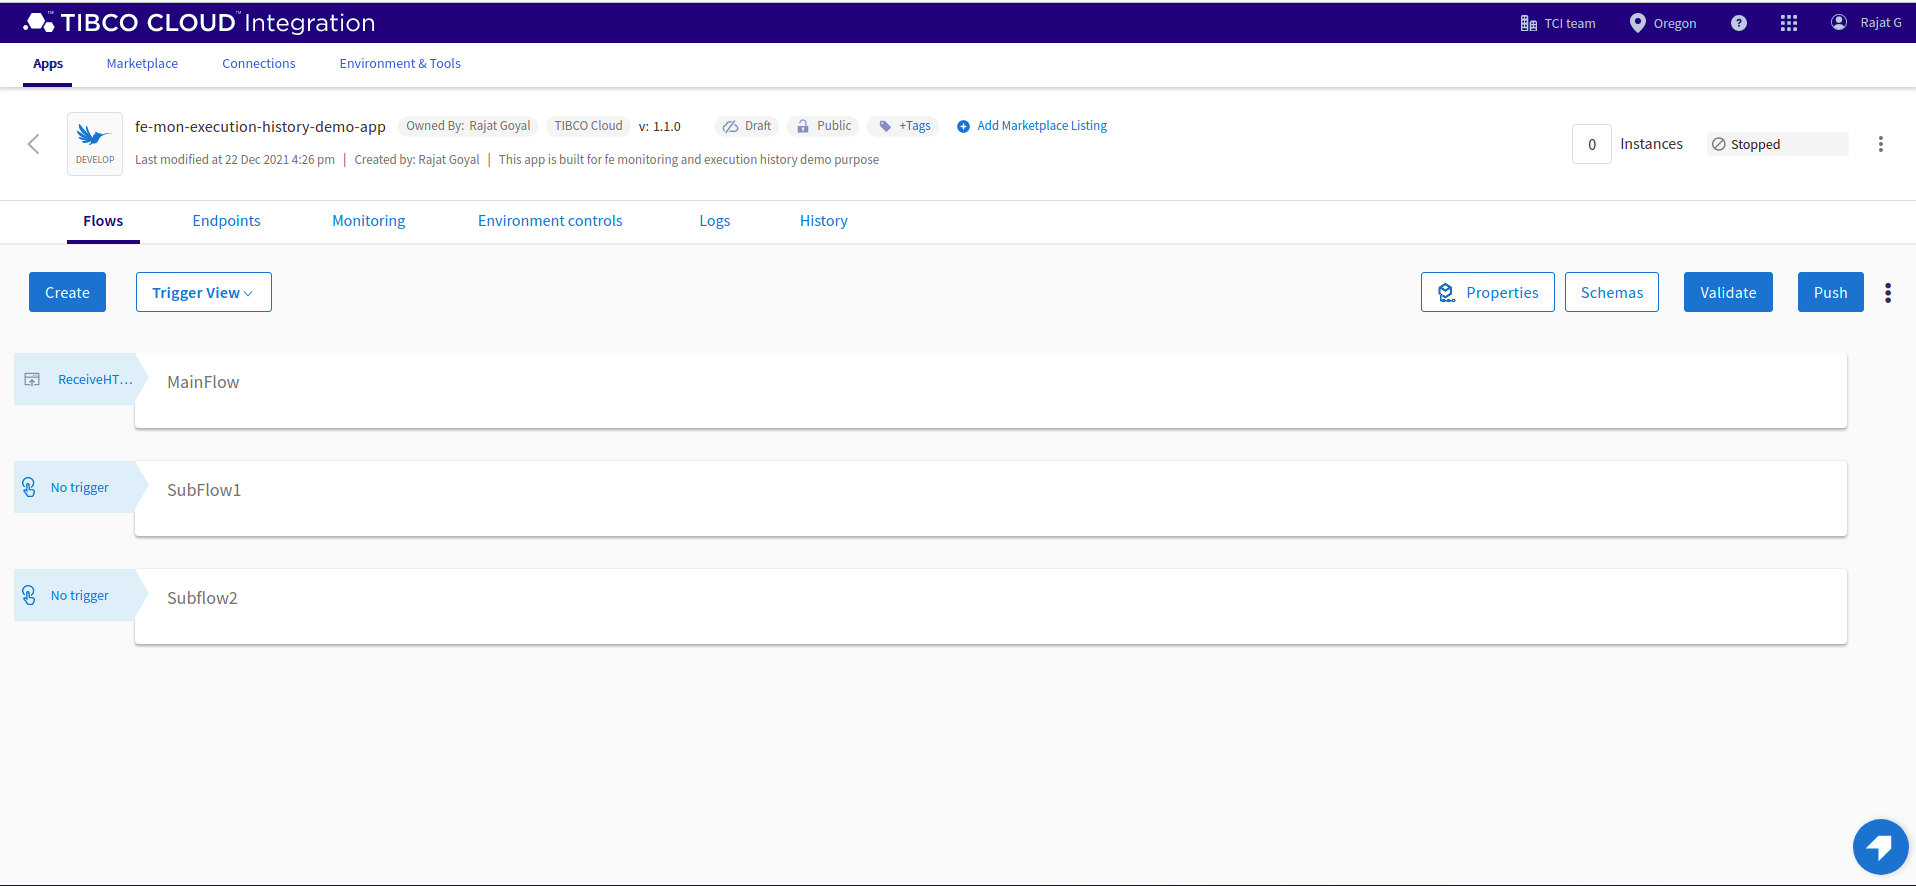 TIBCO CLOUD™ Integration
TCI team
Oregon
?
Rajat G
Apps
Marketplace
Connections
Environment & Tools
DEVELOP
fe-mon-execution-history-demo-app
Owned By: Rajat Goyal
TIBCO Cloud
v: 1.1.0
Draft
Public
+Tags
Add Marketplace Listing
Last modified at 22 Dec 2021 4:26 pm | Created by: Rajat Goyal | This app is built for fe monitoring and execution history demo purpose
0
Instances
Stopped
Flows
Endpoints
Monitoring
Environment controls
Logs
History
Create
Trigger View
Properties
Schemas
Validate
Push
ReceiveHT...
MainFlow
No trigger
SubFlow1
No trigger
Subflow2